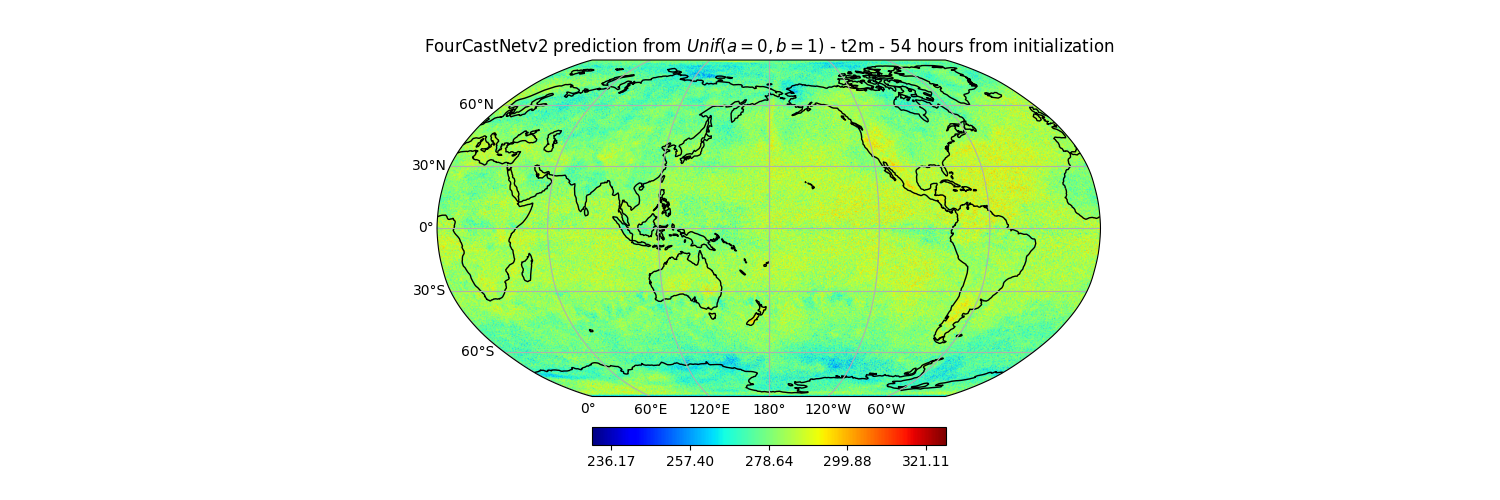 FourCastNetv2 prediction from Unif(a = 0, b = 1) - t2m - 54 hours from initialization
60°N
30°N
0°
30°S
60°S
0° 60°E 120°E 180° 120°W 60°W
236.17 257.40 278.64 299.88 321.11